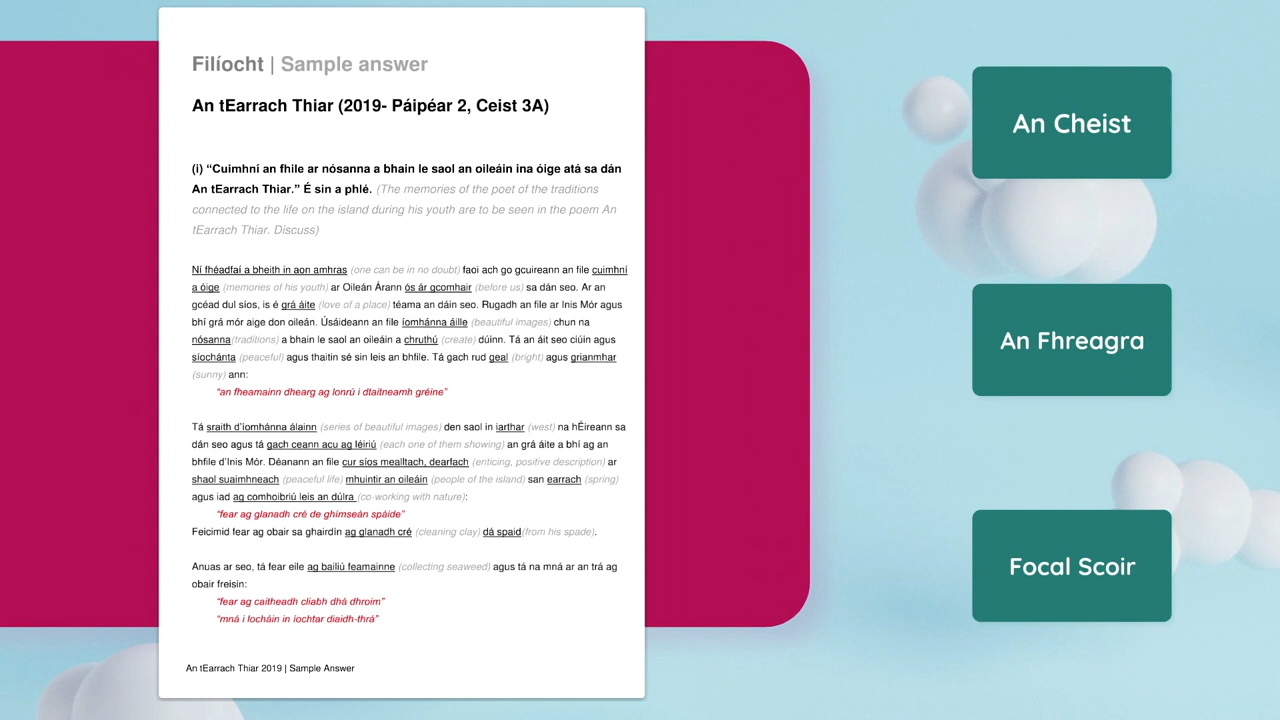 Filíocht | Sample answer
An tEarrach Thiar (2019- Páipéar 2, Ceist 3A)
(i) “Cuimhní an fhile ar nósanna a bhain le saol an oileáin ina óige atá sa dán
An tEarrach Thiar.” É sin a phlé. (The memories of the poet of the traditions
connected to the life on the island during his youth are to be seen in the poem An
tEarrach Thiar. Discuss)
Ní fhéadfaí a bheith in aon amhras (one can be in no doubt) faoi ach go gcuireann an file cuimhní
a óige (memories of his youth) ar Oileán Árann ós ár gcomhair (before us) sa dán seo. Ar an
gcéad dul síos, is é grá áite (love of a place) téama an dáin seo. Rugadh an file ar Inis Mór agus
bhí grá mór aige don oileán. Úsáideann an file íomhánna áille (beautiful images) chun na
nósanna(traditions) a bhain le saol an oileáin a chruthú (create) dúinn. Tá an áit seo ciúin agus
síochánta (peaceful) agus thaitin sé sin leis an bhfile. Tá gach rud geal (bright) agus grianmhar
(sunny) ann:
“an fheamainn dhearg ag lonrú i dtaitneamh gréine”
Tá sraith d’íomhánna álainn (series of beautiful images) den saol in iarthar (west) na hÉireann sa
dán seo agus tá gach ceann acu ag léiriú (each one of them showing) an grá áite a bhí ag an
bhfile d’Inis Mór. Déanann an file cur síos mealltach, dearfach (enticing, positive description) ar
shaol suaimhneach (peaceful life) mhuintir an oileáin (people of the island) san earrach (spring)
agus iad ag comhoibriú leis an dúlra (co-working with nature):
“fear ag glanadh cré de ghimseán spáide”
Feicimid fear ag obair sa ghairdín ag glanadh cré (cleaning clay) dá spaid(from his spade).
Anuas ar seo, tá fear eile ag bailiú feamainne (collecting seaweed) agus tá na mná ar an trá ag
obair freisin:
“fear ag caitheadh cliabh dhá dhroim”
“mná i locháin in íochtar diaidh-thrá”
An tEarrach Thiar 2019 | Sample Answer
An Cheist
An Fhreagra
Focal Scoir